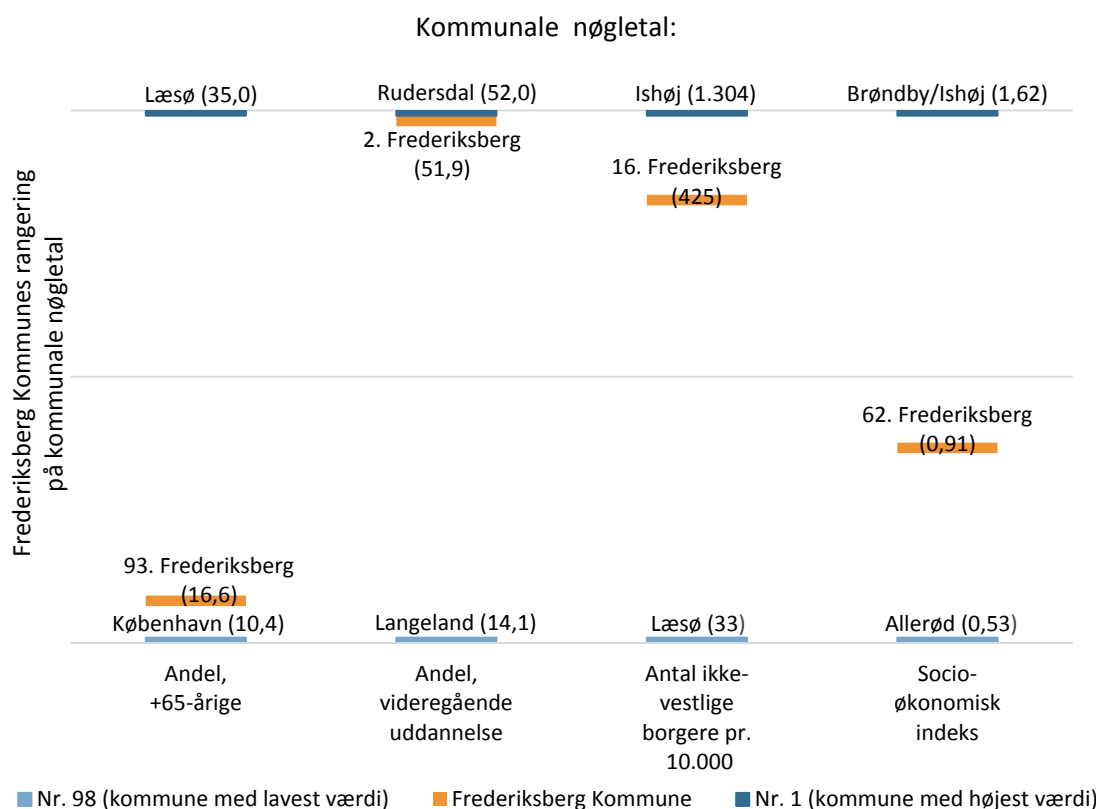 Kommunale nøgletal:
Frederiksberg Kommunes rangering
på kommunale nøgletal
Læsø (35,0)
Rudersdal (52,0)
Ishøj (1.304)
Brøndby/Ishøj (1,62)
2. Frederiksberg
(51,9)
16. Frederiksberg
(425)
62. Frederiksberg
(0,91)
93. Frederiksberg
(16,6)
København (10,4)
Langeland (14,1)
Læsø (33)
Allerød (0,53)
Andel,
+65-årige
Andel,
videregående
uddannelse
Antal ikke-
vestlige
borgere pr.
10.000
Socio-
økonomisk
indeks
Nr. 98 (kommune med lavest værdi)
Frederiksberg Kommune
Nr. 1 (kommune med højest værdi)